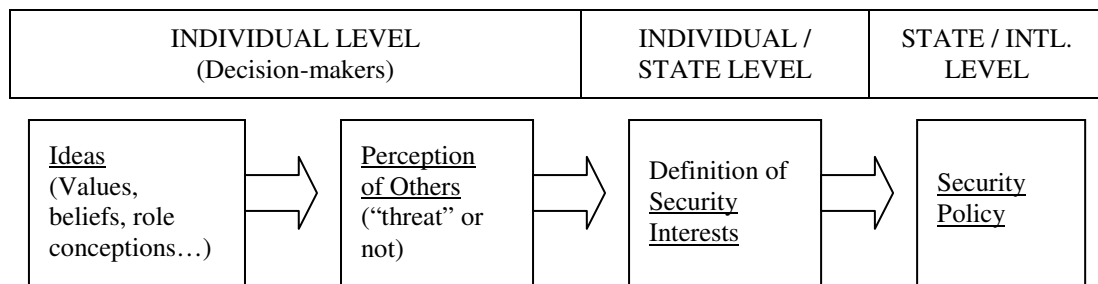 INDIVIDUAL LEVEL
(Decision-makers)
INDIVIDUAL /
STATE LEVEL
STATE / INTL.
LEVEL
Ideas
(Values,
beliefs, role
conceptions…)
Perception
of Others
(“threat” or
not)
Definition of
Security
Interests
Security
Policy